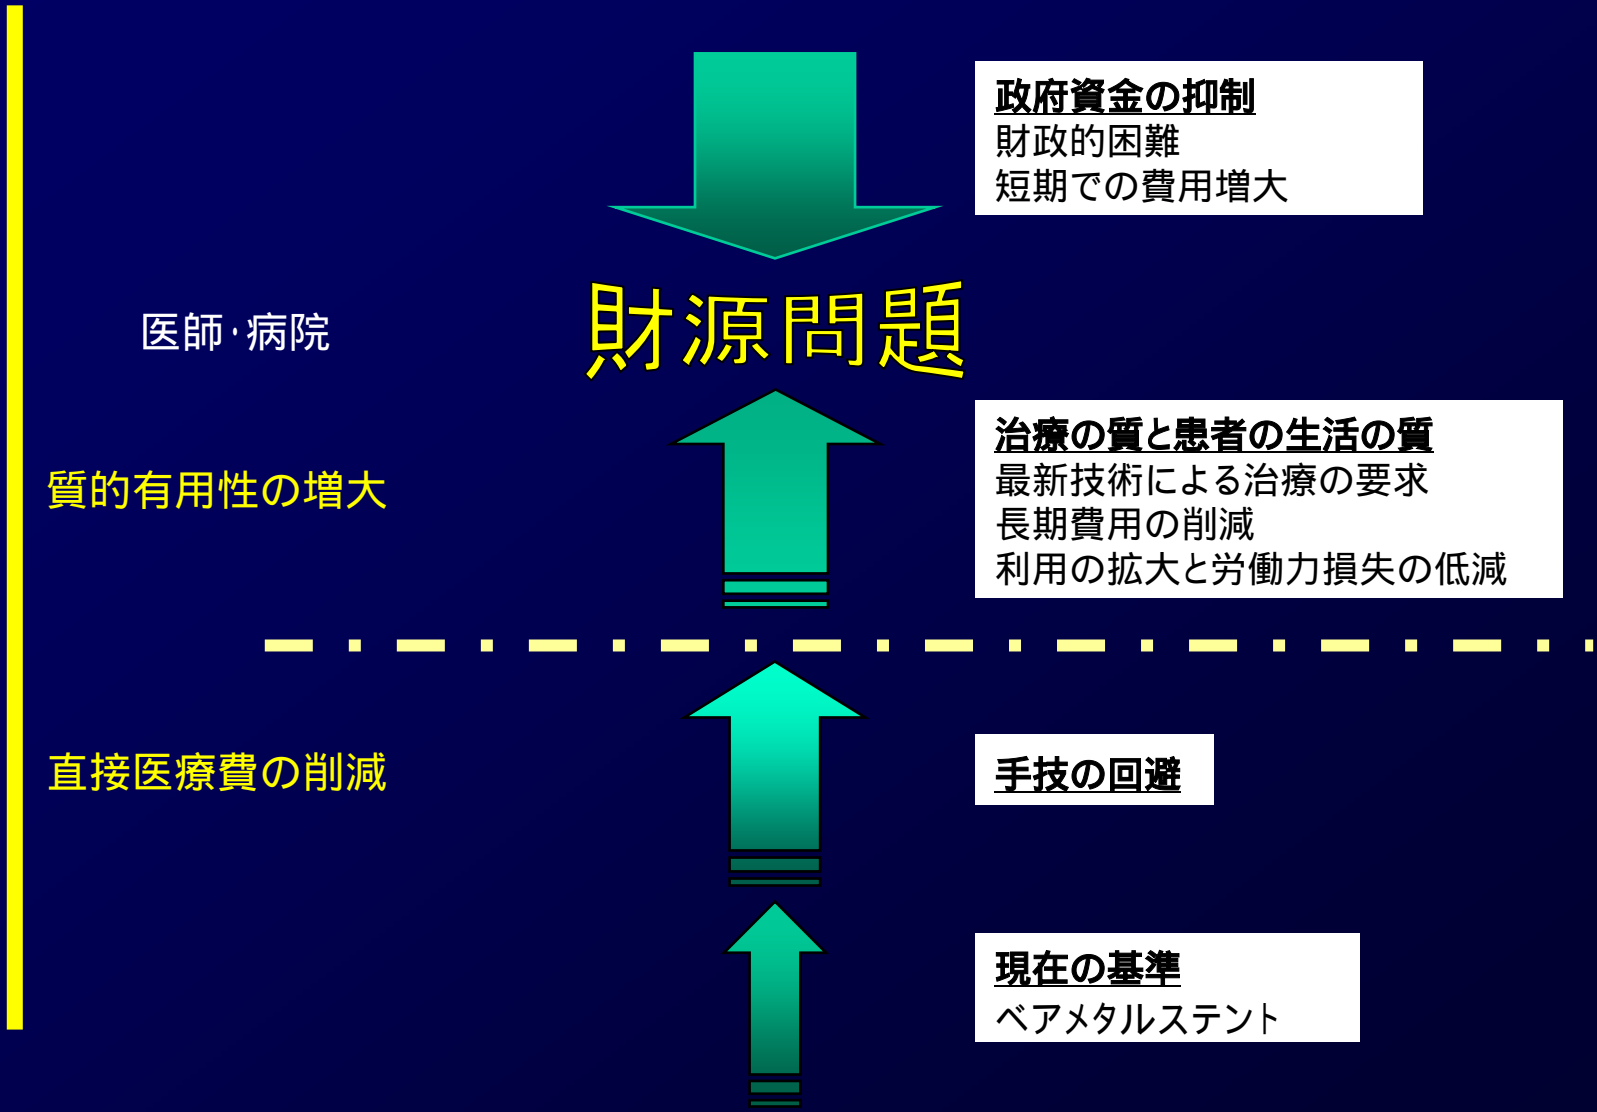 政府資金の抑制
財政的困難
短期での費用増大
医師・病院
財源問題
治療の質と患者の生活の質
最新技術による治療の要求
長期費用の削減
利用の拡大と労働力損失の低減
質的有用性の増大
直接医療費の削減
手技の回避
現在の基準
ベアメタルステント